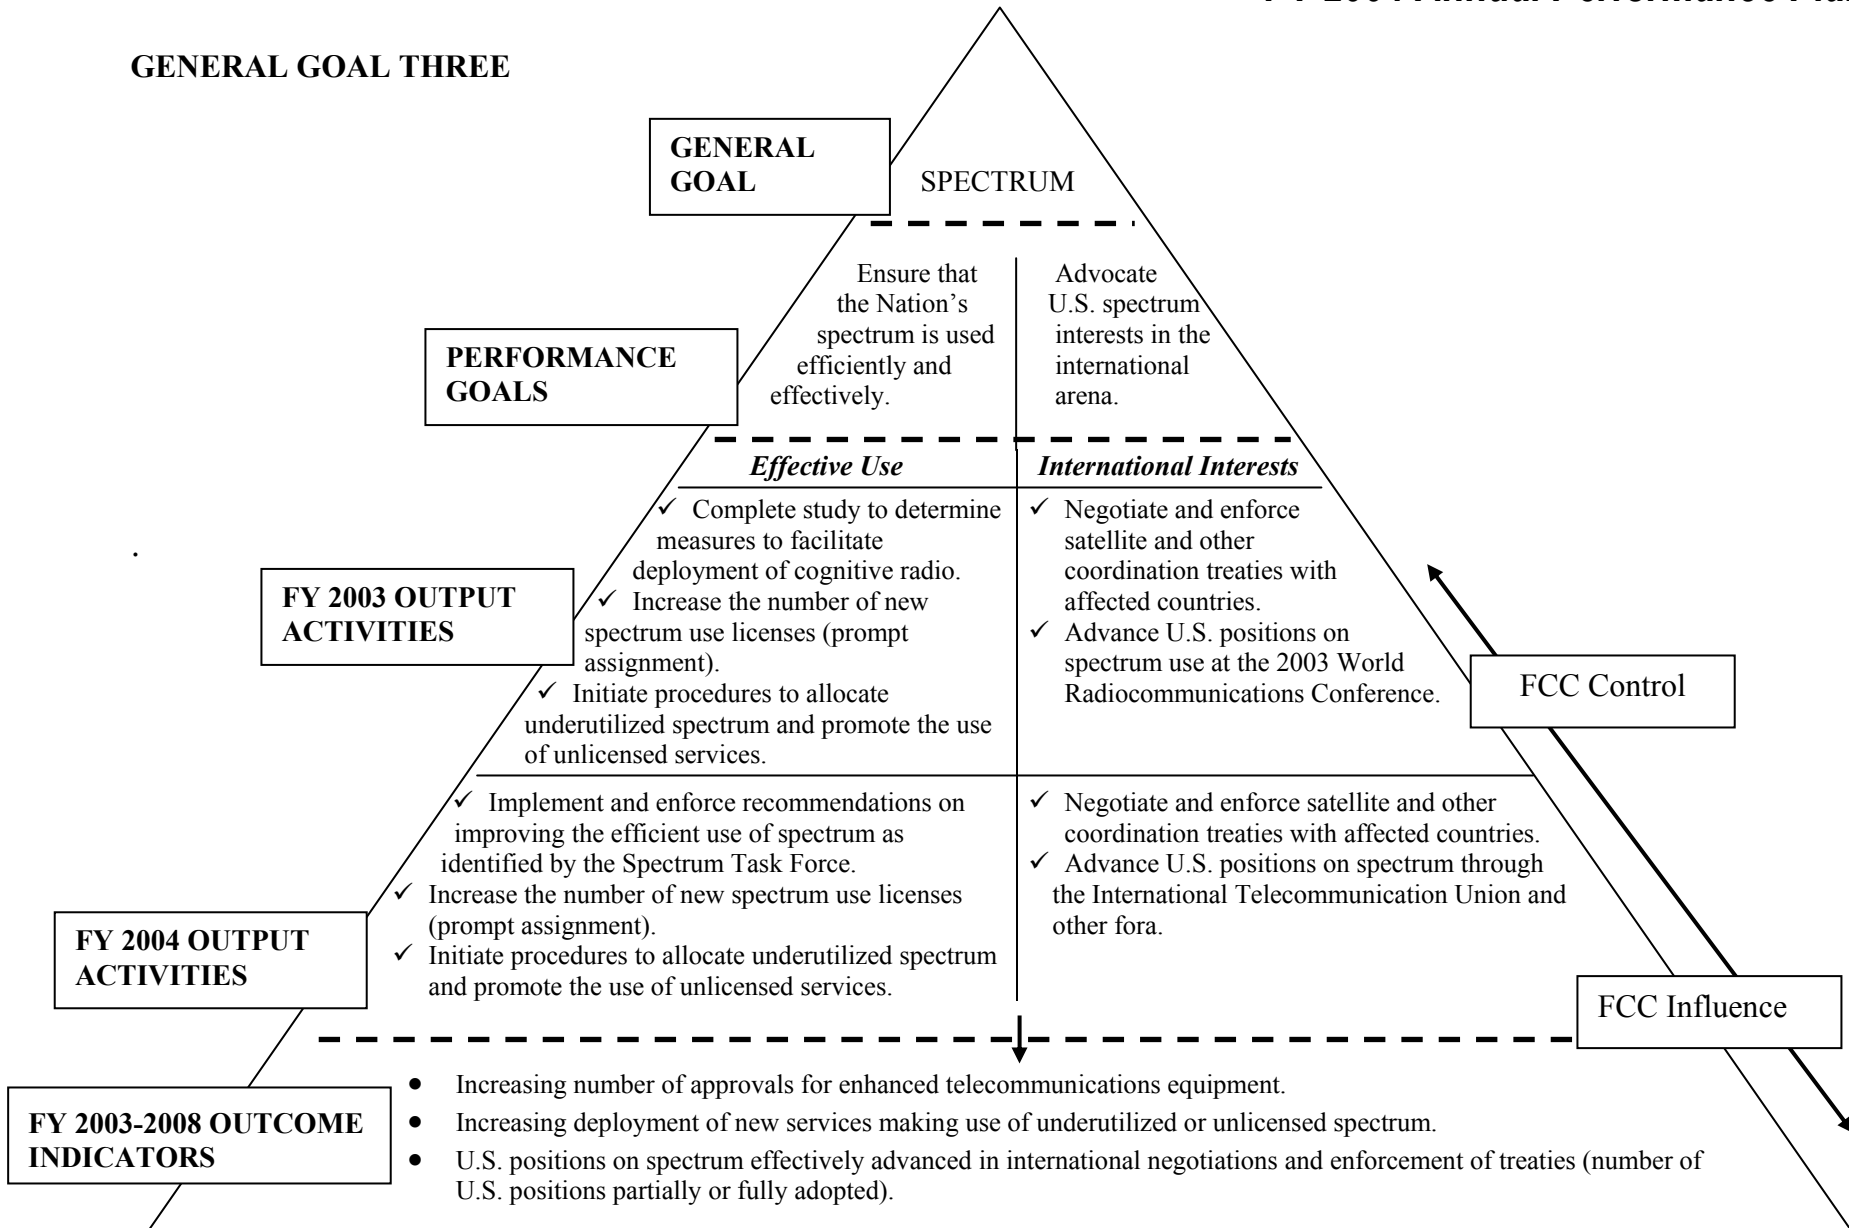 GENERAL GOAL THREE
GENERAL
GOAL
SPECTRUM
PERFORMANCE
GOALS
Ensure that
the Nation’s
spectrum is used
efficiently and
effectively.
Advocate
U.S. spectrum
interests in the
international
arena.
Effective Use
International Interests
FY 2003 OUTPUT
ACTIVITIES
✓ Complete study to determine
measures to facilitate
deployment of cognitive radio.
✓ Increase the number of new
spectrum use licenses (prompt
assignment).
✓ Initiate procedures to allocate
underutilized spectrum and promote the use
of unlicensed services.
✓ Negotiate and enforce
satellite and other
coordination treaties with
affected countries.
✓ Advance U.S. positions on
spectrum use at the 2003 World
Radiocommunications Conference.
.
FCC Control
FY 2004 OUTPUT
ACTIVITIES
✓ Implement and enforce recommendations on
improving the efficient use of spectrum as
identified by the Spectrum Task Force.
✓ Increase the number of new spectrum use licenses
(prompt assignment).
✓ Initiate procedures to allocate underutilized spectrum
and promote the use of unlicensed services.
✓ Negotiate and enforce satellite and other
coordination treaties with affected countries.
✓ Advance U.S. positions on spectrum through
the International Telecommunication Union and
other fora.
FCC Influence
FY 2003-2008 OUTCOME
INDICATORS
• Increasing number of approvals for enhanced telecommunications equipment.
• Increasing deployment of new services making use of underutilized or unlicensed spectrum.
• U.S. positions on spectrum effectively advanced in international negotiations and enforcement of treaties (number of
U.S. positions partially or fully adopted).